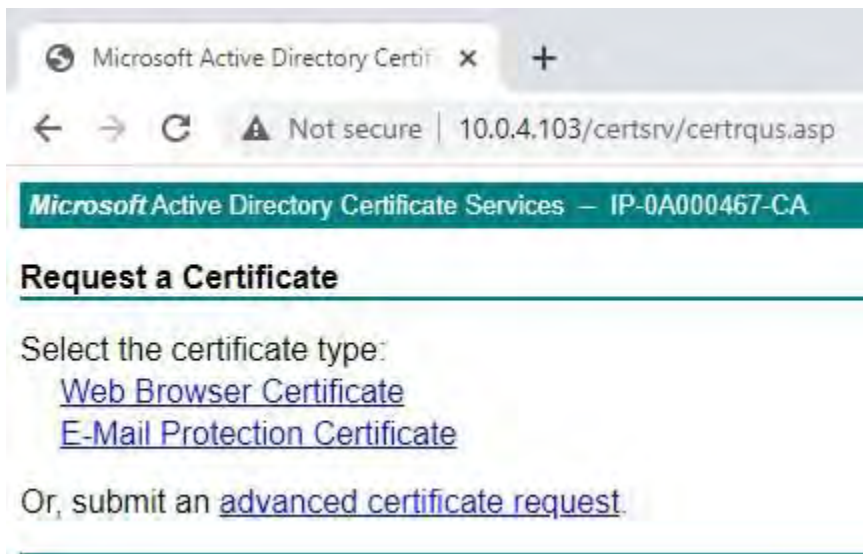 Microsoft Active Directory Certif
Not secure | 10.0.4.103/certsrv/certrqus.asp
Microsoft Active Directory Certificate Services – IP-0A000467-CA
Request a Certificate
Select the certificate type:
Web Browser Certificate
E-Mail Protection Certificate
Or, submit an advanced certificate request.